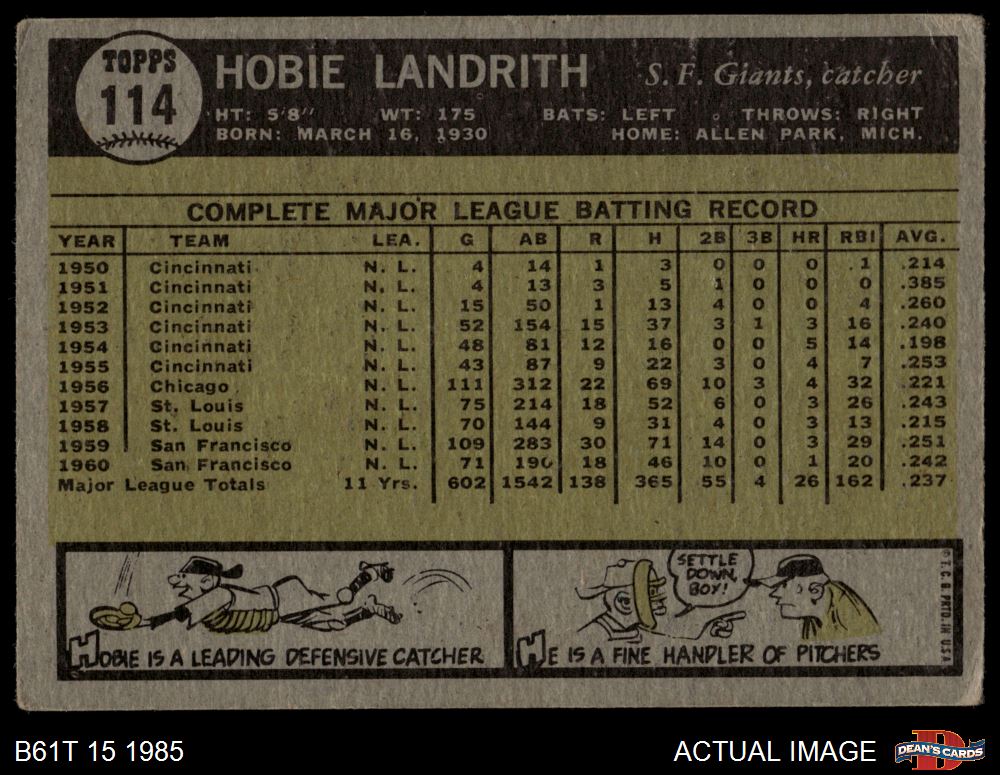 TOPPS
114
HOBIE LANDRITH S. F. Giants, catcher
HT: 5'8" WT: 175 BATS: LEFT THROWS: RIGHT
BORN: MARCH 16, 1930 HOME: ALLEN PARK, MICH.
COMPLETE MAJOR LEAGUE BATTING RECORD
YEAR TEAM LEA. G AB R H 2B 3B HR RBI AVG.
1950 Cincinnati N. L. 4 14 1 3 0 0 0 1 .214
1951 Cincinnati N. L. 4 13 3 5 1 0 0 0 .385
1952 Cincinnati N. L. 15 50 1 13 4 0 0 4 .260
1953 Cincinnati N. L. 52 154 15 37 3 1 3 16 .240
1954 Cincinnati N. L. 48 81 12 16 0 0 5 14 .198
1955 Cincinnati N. L. 43 87 9 22 3 0 4 7 .253
1956 Chicago N. L. 111 312 22 69 10 3 4 32 .221
1957 St. Louis N. L. 75 214 18 52 6 0 3 26 .243
1958 St. Louis N. L. 70 144 9 31 4 0 3 13 .215
1959 San Francisco N. L. 109 283 30 71 14 0 3 29 .251
1960 San Francisco N. L. 71 190 18 46 10 0 1 20 .242
Major League Totals 11 Yrs. 602 1542 138 365 55 4 26 162 .237
SETTLE
DOWN,
BOY!
HOBIE IS A LEADING DEFENSIVE CATCHER
HE IS A FINE HANDLER OF PITCHERS
© T. C. G. PRTD. IN U.S.A.
B61T 15 1985
ACTUAL IMAGE
D
DEAN'S CARDS